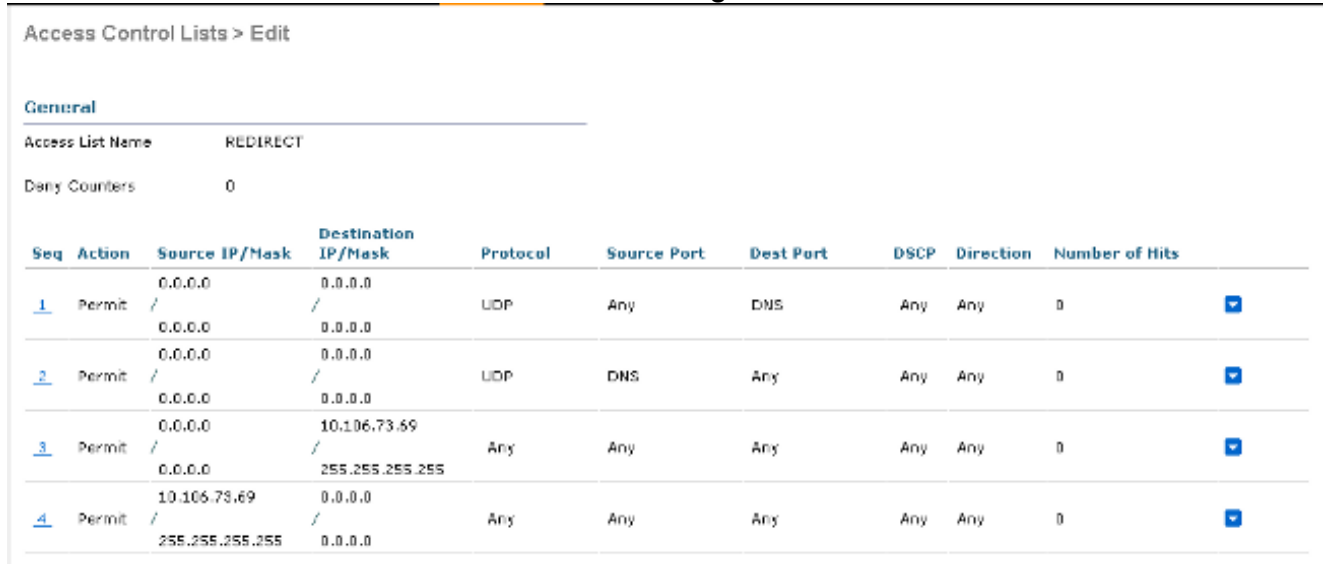 Access Control Lists > Edit
General
Access List Name REDIRECT
Deny Counters 0
Seq Action Source IP/Mask Destination IP/Mask Protocol Source Port Dest Port DSCP Direction Number of Hits
1 Permit 0.0.0.0 / 0.0.0.0 0.0.0.0 / 0.0.0.0 UDP Any DNS Any Any 0
2 Permit 0.0.0.0 / 0.0.0.0 0.0.0.0 / 0.0.0.0 UDP DNS Any Any Any 0
3 Permit 0.0.0.0 / 0.0.0.0 10.106.73.69 / 255.255.255.255 Any Any Any Any Any 0
4 Permit 10.106.73.69 / 255.255.255.255 0.0.0.0 / 0.0.0.0 Any Any Any Any Any 0